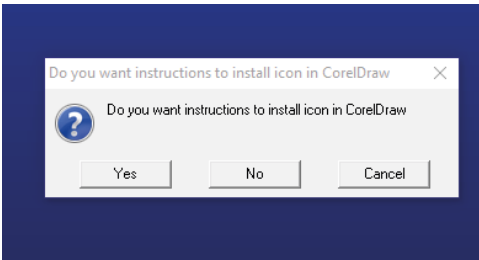 Do you want instructions to install icon in CorelDraw
Do you want instructions to install icon in CorelDraw
Yes No Cancel